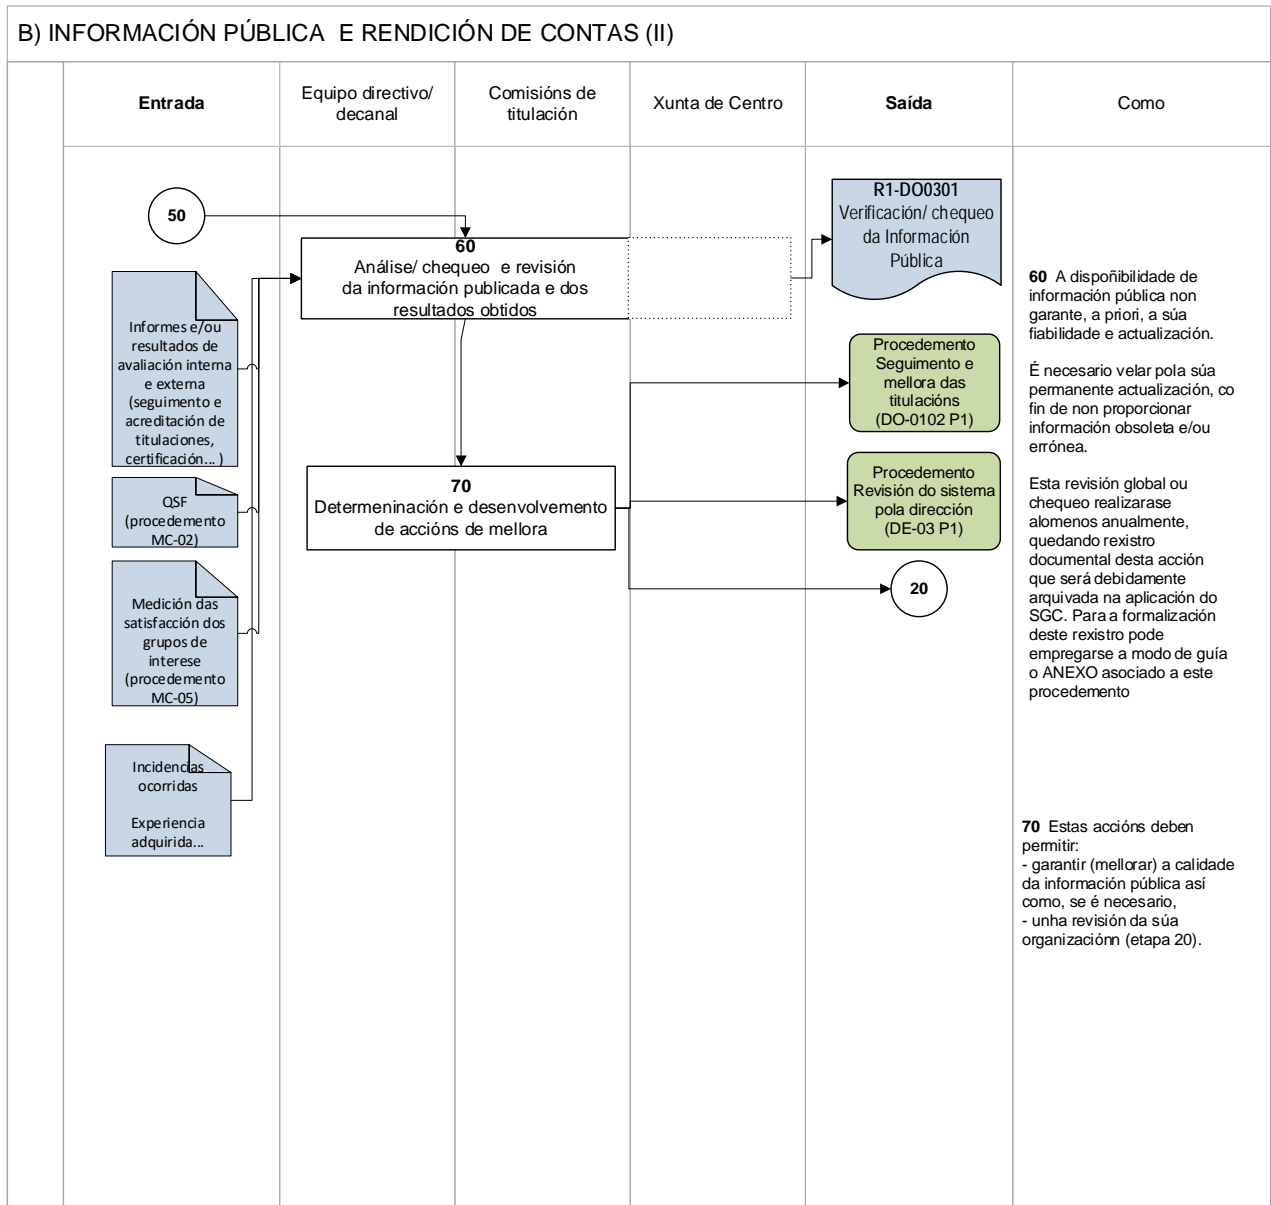 B) INFORMACIÓN PÚBLICA E RENDICIÓN DE CONTAS (II)
Entrada
Equipo directivo/
decanal
Comisións de
titulación
Xunta de Centro
Saída
Como
50
60
Análise/ chequeo e revisión
da información publicada e dos
resultados obtidos
R1-DO0301
Verificación/ chequeo
da Información
Pública
Informes e/ou
resultados de
avaliación interna
e externa
(seguimento e
acreditación de
titulaciones,
certificación... )
QSF
(procedemento
MC-02)
Medición das
satisfacción dos
grupos de
interese
(procedemento
MC-05)
Incidencias
ocorridas
Experiencia
adquirida...
70
Determeninación e desenvolvemento
de accións de mellora
Procedemento
Seguimento e
mellora das
titulacións
(DO-0102 P1)
Procedemento
Revisión do sistema
pola dirección
(DE-03 P1)
20
60 A dispoñibilidade de
información pública non
garante, a priori, a súa
fiabilidade e actualización.
É necesario velar pola súa
permanente actualización, co
fin de non proporcionar
información obsoleta e/ou
errónea.
Esta revisión global ou
chequeo realizarase
alomenos anualmente,
quedando rexistro
documental desta acción
que será debidamente
arquivada na aplicación do
SGC. Para a formalización
deste rexistro pode
empregarse a modo de guía
o ANEXO asociado a este
procedemento
70 Estas accións deben
permitir:
- garantir (mellorar) a calidade
da información pública así
como, se é necesario,
- unha revisión da súa
organizaciónn (etapa 20).